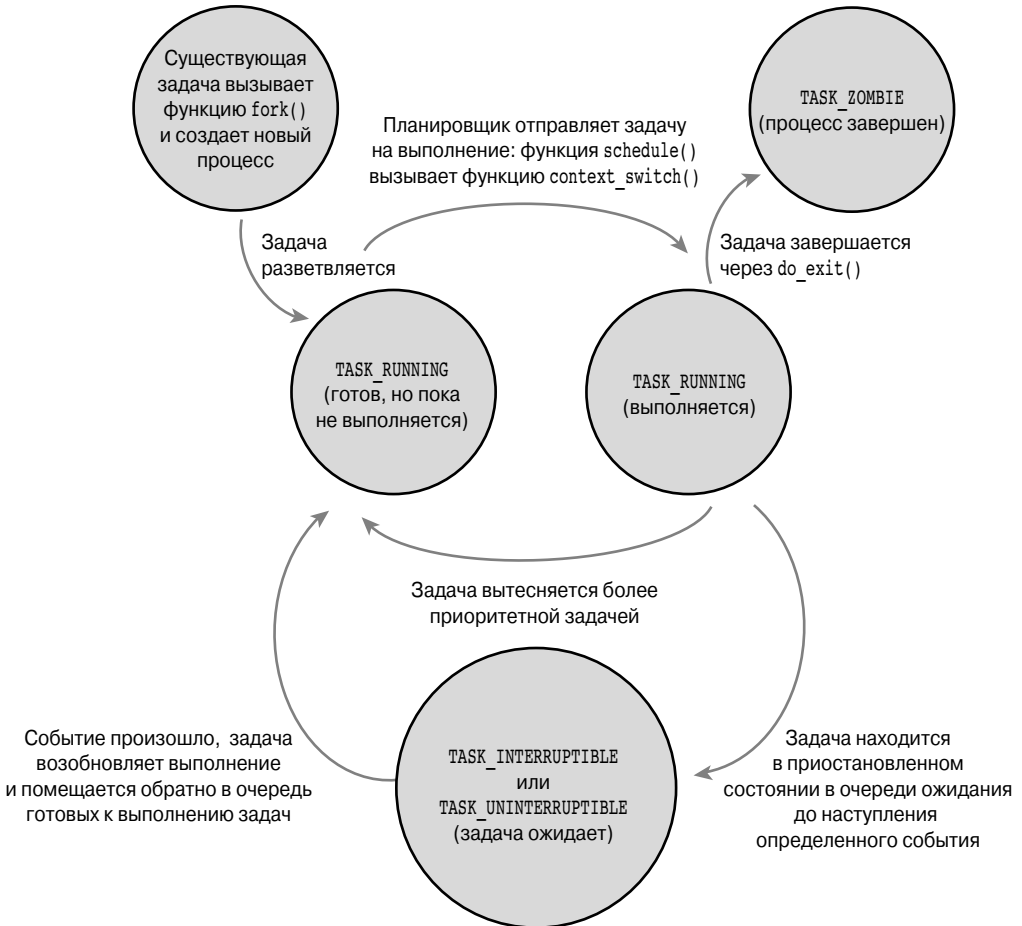 Существующая
задача вызывает
функцию fork()
и создает новый
процесс
TASK_ZOMBIE
(процесс завершен)
Планировщик отправляет задачу
на выполнение: функция schedule()
вызывает функцию context_switch()
Задача
разветвляется
Задача завершается
через do_exit()
TASK_RUNNING
(готов, но пока
не выполняется)
TASK_RUNNING
(выполняется)
Задача вытесняется более
приоритетной задачей
Событие произошло, задача
возобновляет выполнение
и помещается обратно в очередь
готовых к выполнению задач
TASK_INTERRUPTIBLE
или
TASK_UNINTERRUPTIBLE
(задача ожидает)
Задача находится
в приостановленном
состоянии в очереди ожидания
до наступления
определенного события